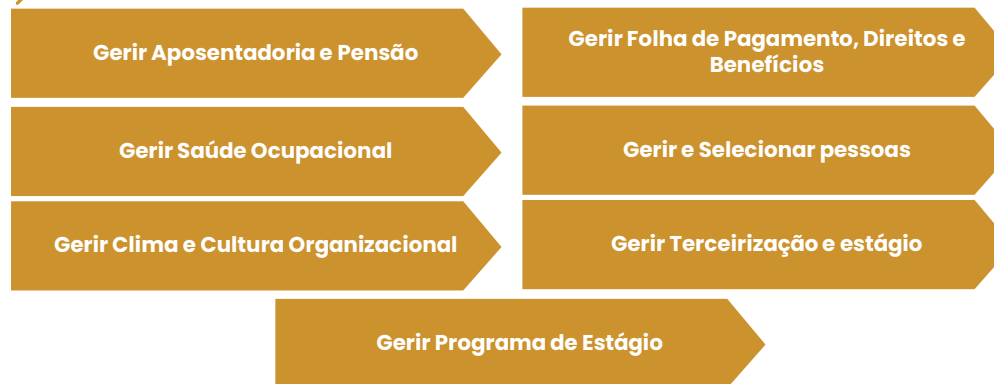 Gerir Aposentadoria e Pensão
Gerir Folha de Pagamento, Direitos e
Benefícios
Gerir Saúde Ocupacional
Gerir e Selecionar pessoas
Gerir Clima e Cultura Organizacional
Gerir Terceirização e estágio
Gerir Programa de Estágio